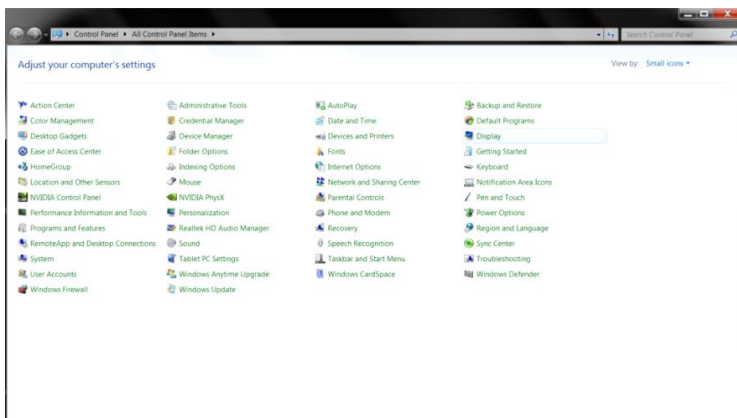 Control Panel ▸ All Control Panel Items ▸ Search Control Panel
Adjust your computer's settings View by: Small icons
Action Center Administrative Tools AutoPlay Backup and Restore
Color Management Credential Manager Date and Time Default Programs
Desktop Gadgets Device Manager Devices and Printers Display
Ease of Access Center Folder Options Fonts Getting Started
HomeGroup Indexing Options Internet Options Keyboard
Location and Other Sensors Mouse Network and Sharing Center Notification Area Icons
NVIDIA Control Panel NVIDIA PhysX Parental Controls Pen and Touch
Performance Information and Tools Personalization Phone and Modem Power Options
Programs and Features Realtek HD Audio Manager Recovery Region and Language
RemoteApp and Desktop Connections Sound Speech Recognition Sync Center
System Tablet PC Settings Taskbar and Start Menu Troubleshooting
User Accounts Windows Anytime Upgrade Windows CardSpace Windows Defender
Windows Firewall Windows Update